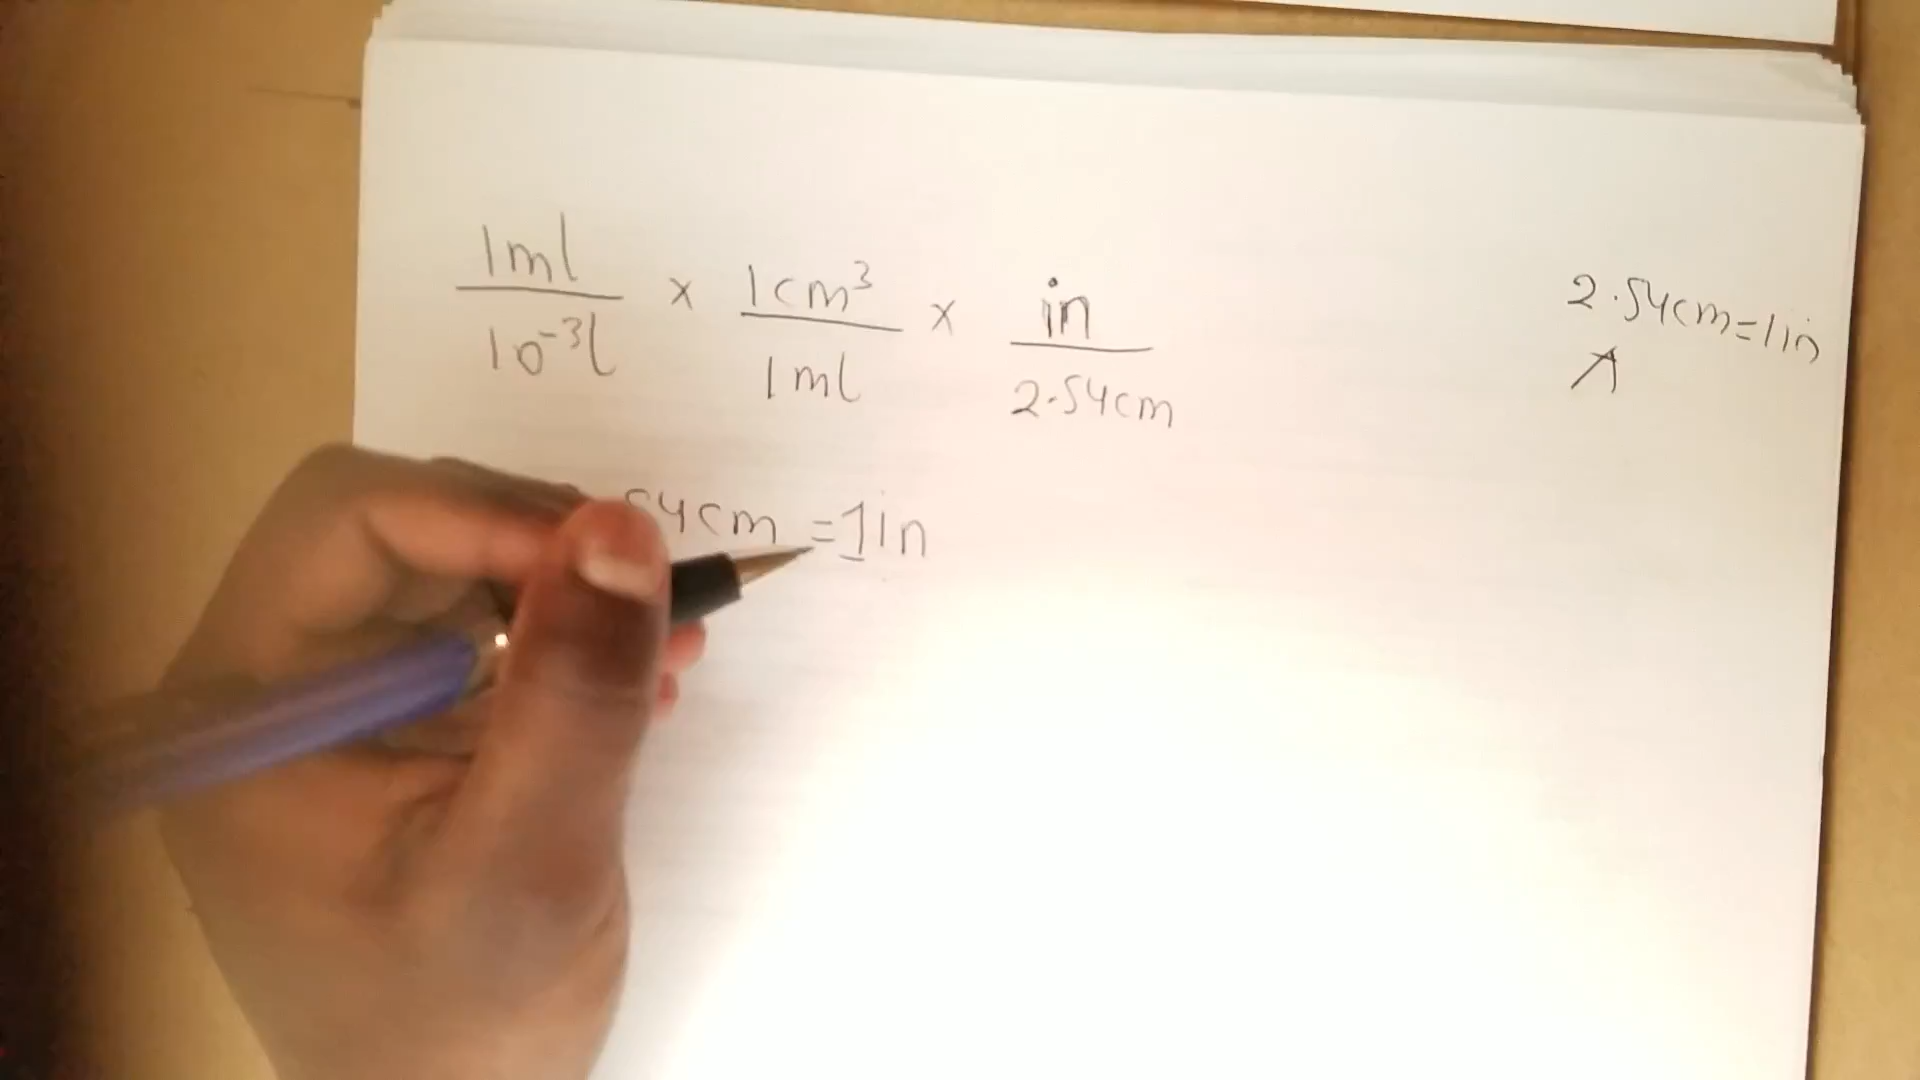 1ml/10⁻³l x 1cm³/1ml x in/2.54cm
2.54cm=1in
54cm =1in